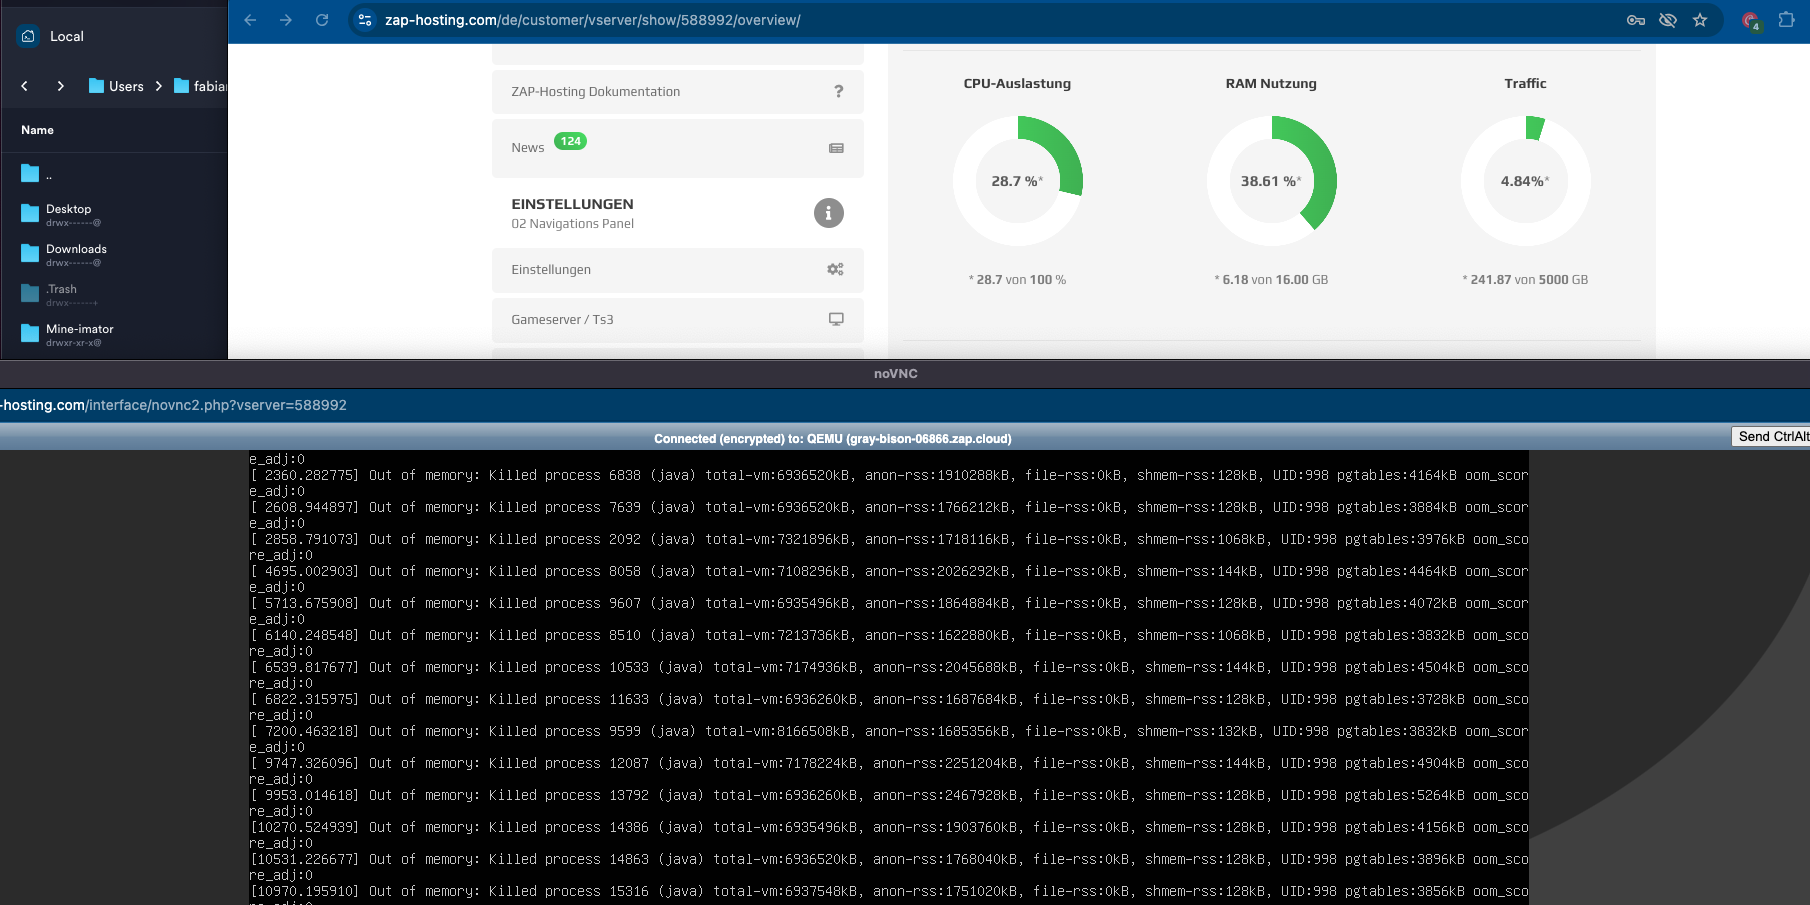 Local
zap-hosting.com/de/customer/vserver/show/588992/overview/
4
Users
fabian
Name
..
Desktop
drwx------@
Downloads
drwx------@
.Trash
drwx------+
Mine-imator
drwxr-xr-x@
ZAP-Hosting Dokumentation
?
News 124
EINSTELLUNGEN
02 Navigations Panel
Einstellungen
Gameserver / Ts3
CPU-Auslastung
28.7 %*
* 28.7 von 100 %
RAM Nutzung
38.61 %*
* 6.18 von 16.00 GB
Traffic
4.84%*
* 241.87 von 5000 GB
noVNC
-hosting.com/interface/novnc2.php?vserver=588992
Connected (encrypted) to: QEMU (gray-bison-06866.zap.cloud)
Send CtrlAlt
e_adj:0
[ 2360.282775] Out of memory: Killed process 6838 (java) total-vm:6936520kB, anon-rss:1910288kB, file-rss:0kB, shmem-rss:128kB, UID:998 pgtables:4164kB oom_scor
e_adj:0
[ 2608.944897] Out of memory: Killed process 7639 (java) total-vm:6936520kB, anon-rss:1766212kB, file-rss:0kB, shmem-rss:128kB, UID:998 pgtables:3884kB oom_scor
e_adj:0
[ 2858.791073] Out of memory: Killed process 2092 (java) total-vm:7321896kB, anon-rss:1718116kB, file-rss:0kB, shmem-rss:1068kB, UID:998 pgtables:3976kB oom_sco
re_adj:0
[ 4695.002903] Out of memory: Killed process 8058 (java) total-vm:7108296kB, anon-rss:2026292kB, file-rss:0kB, shmem-rss:144kB, UID:998 pgtables:4464kB oom_scor
e_adj:0
[ 5713.675908] Out of memory: Killed process 9607 (java) total-vm:6935496kB, anon-rss:1864884kB, file-rss:0kB, shmem-rss:128kB, UID:998 pgtables:4072kB oom_scor
e_adj:0
[ 6140.248548] Out of memory: Killed process 8510 (java) total-vm:7213736kB, anon-rss:1622880kB, file-rss:0kB, shmem-rss:1068kB, UID:998 pgtables:3832kB oom_sco
re_adj:0
[ 6539.817677] Out of memory: Killed process 10533 (java) total-vm:7174936kB, anon-rss:2045688kB, file-rss:0kB, shmem-rss:144kB, UID:998 pgtables:4504kB oom_sco
re_adj:0
[ 6822.315975] Out of memory: Killed process 11633 (java) total-vm:6936260kB, anon-rss:1687684kB, file-rss:0kB, shmem-rss:128kB, UID:998 pgtables:3728kB oom_sco
re_adj:0
[ 7200.463218] Out of memory: Killed process 9599 (java) total-vm:8166508kB, anon-rss:1685356kB, file-rss:0kB, shmem-rss:132kB, UID:998 pgtables:3832kB oom_scor
e_adj:0
[ 9747.326096] Out of memory: Killed process 12087 (java) total-vm:7178224kB, anon-rss:2251204kB, file-rss:0kB, shmem-rss:144kB, UID:998 pgtables:4904kB oom_sco
re_adj:0
[ 9953.014618] Out of memory: Killed process 13792 (java) total-vm:6936260kB, anon-rss:2467928kB, file-rss:0kB, shmem-rss:128kB, UID:998 pgtables:5264kB oom_sco
re_adj:0
[10270.524939] Out of memory: Killed process 14386 (java) total-vm:6935496kB, anon-rss:1903760kB, file-rss:0kB, shmem-rss:128kB, UID:998 pgtables:4156kB oom_sco
re_adj:0
[10531.226677] Out of memory: Killed process 14863 (java) total-vm:6936520kB, anon-rss:1768040kB, file-rss:0kB, shmem-rss:128kB, UID:998 pgtables:3896kB oom_sco
re_adj:0
[10970.195910] Out of memory: Killed process 15316 (java) total-vm:6937548kB, anon-rss:1751020kB, file-rss:0kB, shmem-rss:128kB, UID:998 pgtables:3856kB oom_sco